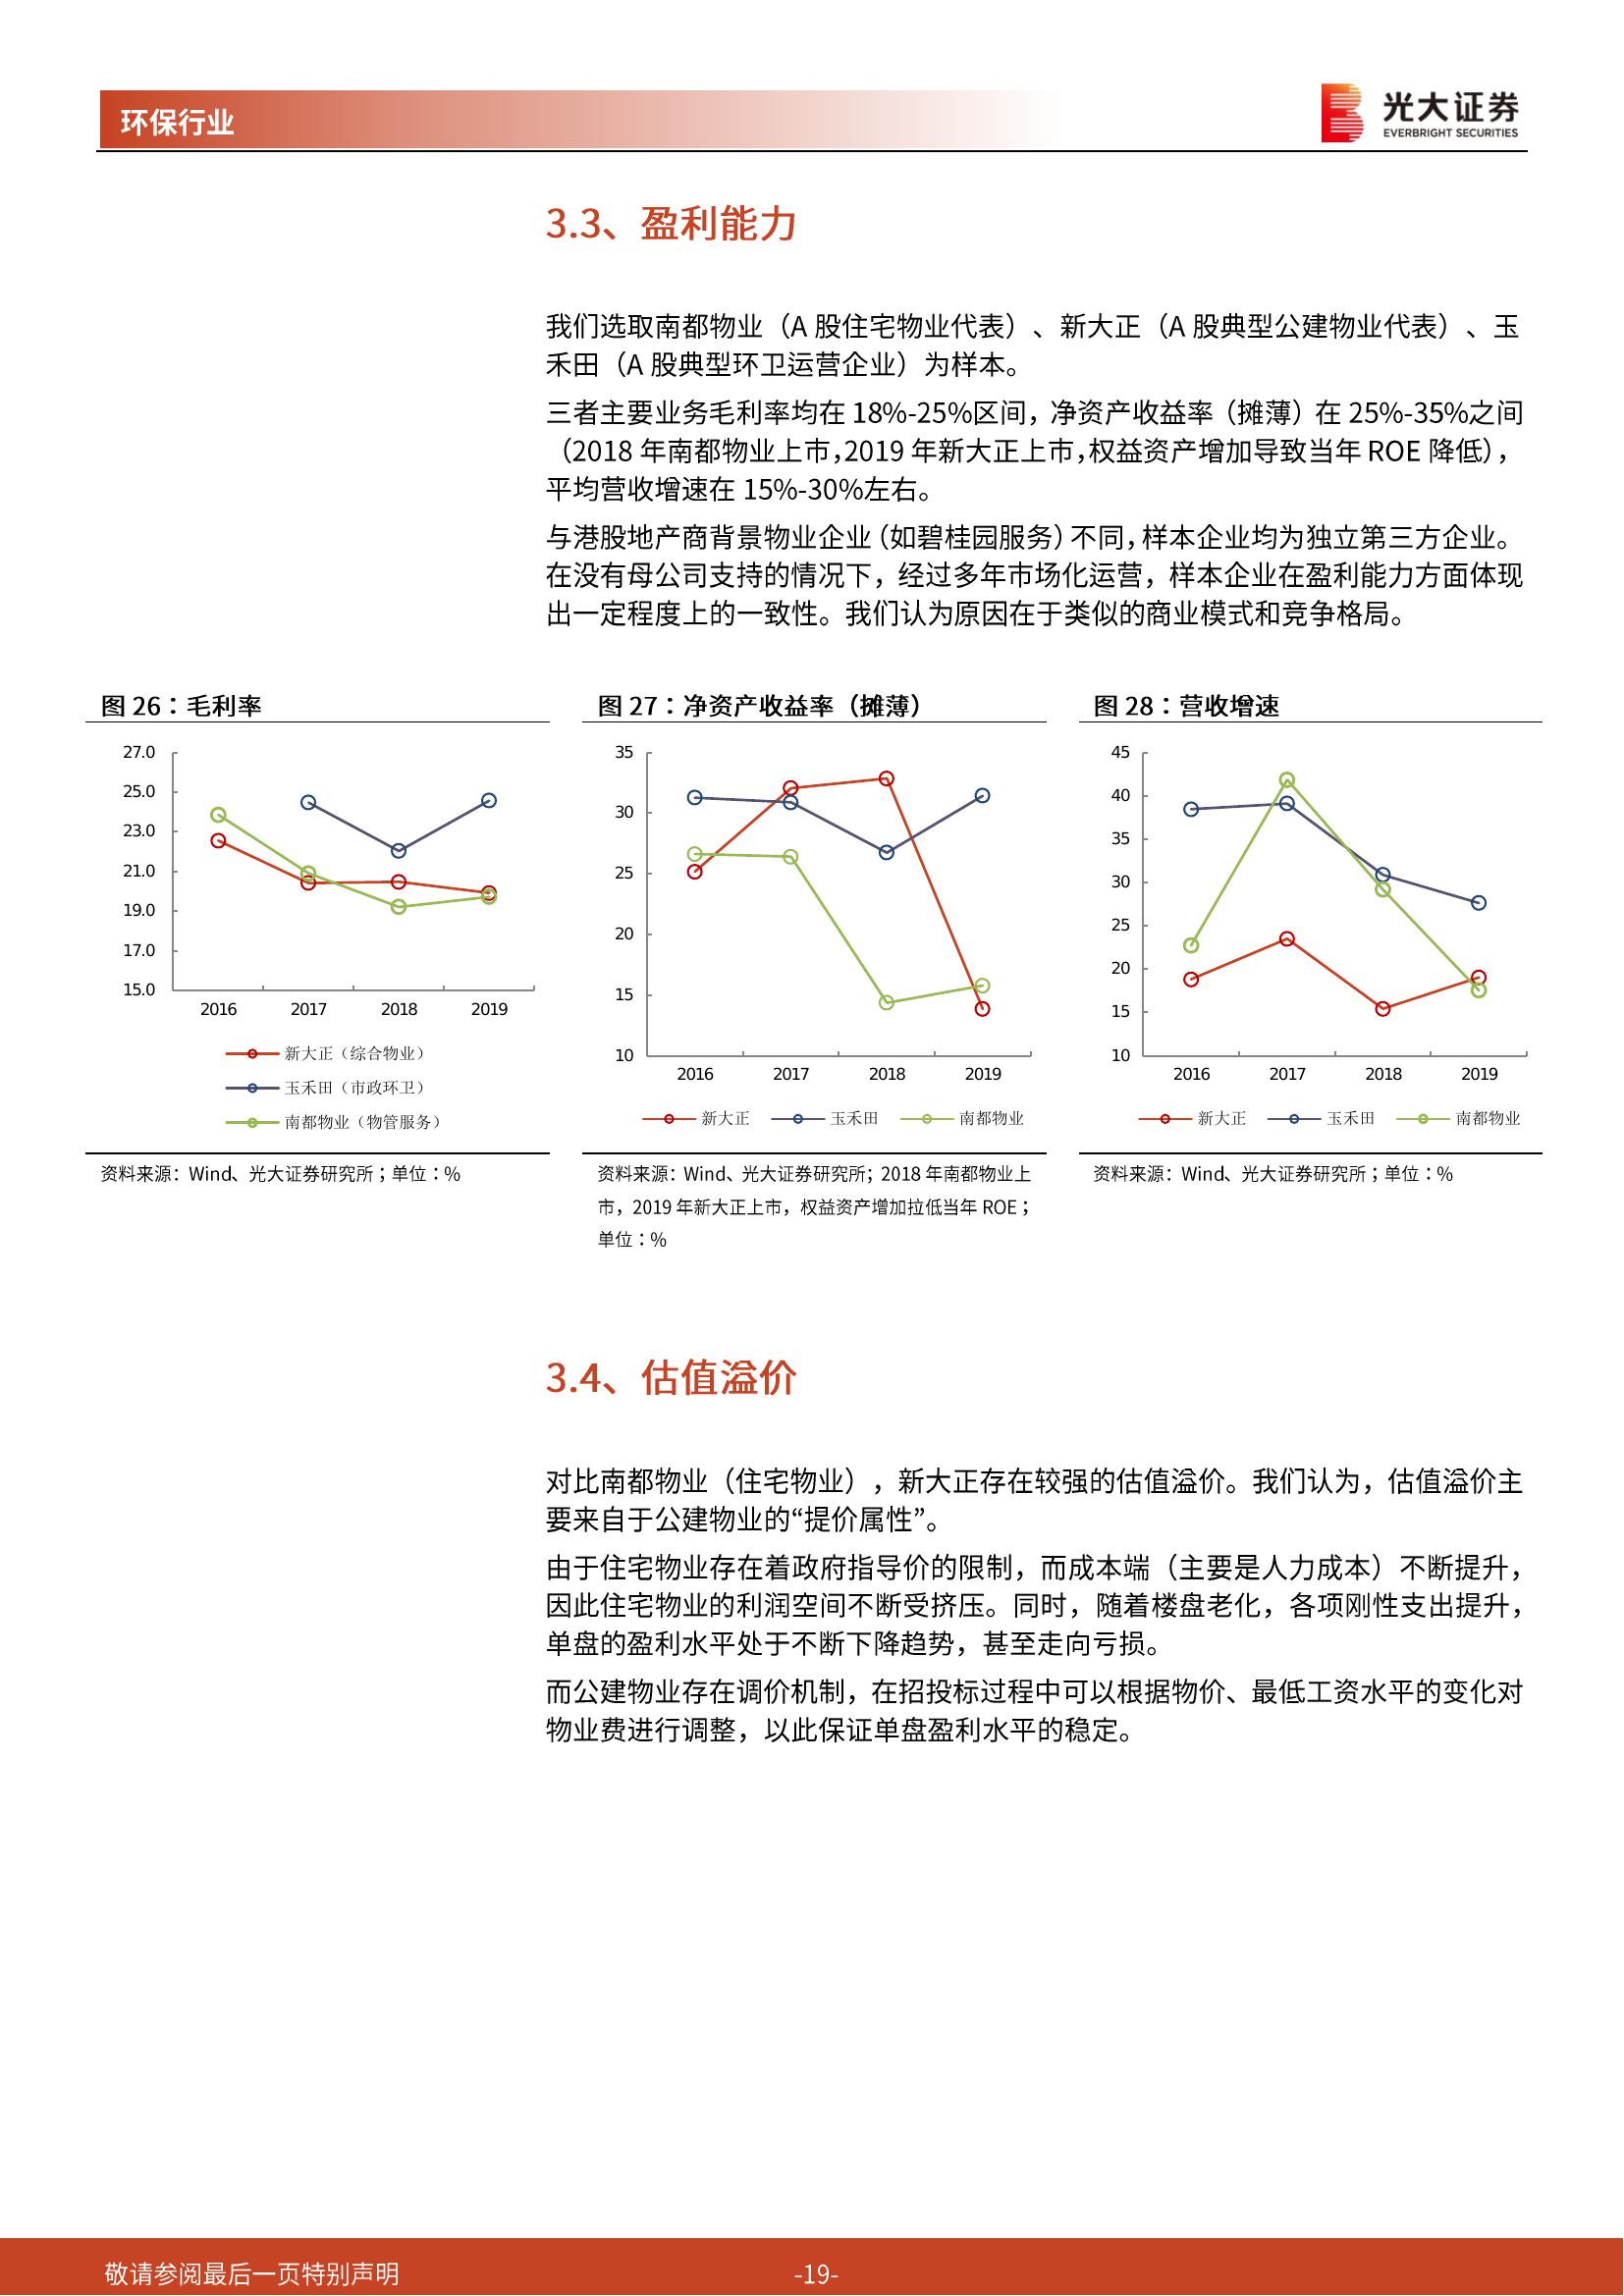 环保行业
光大证券
EVERBRIGHT SECURITIES
3.3、盈利能力
我们选取南都物业（A 股住宅物业代表）、新大正（A 股典型公建物业代表）、玉
禾田（A 股典型环卫运营企业）为样本。
三者主要业务毛利率均在 18%-25%区间，净资产收益率（摊薄）在 25%-35%之间
（2018 年南都物业上市，2019 年新大正上市，权益资产增加导致当年 ROE 降低），
平均营收增速在 15%-30%左右。
与港股地产商背景物业企业（如碧桂园服务）不同，样本企业均为独立第三方企业。
在没有母公司支持的情况下，经过多年市场化运营，样本企业在盈利能力方面体现
出一定程度上的一致性。我们认为原因在于类似的商业模式和竞争格局。
图 26：毛利率
27.0
25.0
23.0
21.0
19.0
17.0
15.0
2016 2017 2018 2019
新大正（综合物业）
玉禾田（市政环卫）
南都物业（物管服务）
资料来源：Wind、光大证券研究所；单位：%
图 27：净资产收益率（摊薄）
35
30
25
20
15
10
2016 2017 2018 2019
新大正 玉禾田 南都物业
资料来源：Wind、光大证券研究所；2018 年南都物业上
市，2019 年新大正上市，权益资产增加拉低当年 ROE；
单位：%
图 28：营收增速
45
40
35
30
25
20
15
10
2016 2017 2018 2019
新大正 玉禾田 南都物业
资料来源：Wind、光大证券研究所；单位：%
3.4、估值溢价
对比南都物业（住宅物业），新大正存在较强的估值溢价。我们认为，估值溢价主
要来自于公建物业的“提价属性”。
由于住宅物业存在着政府指导价的限制，而成本端（主要是人力成本）不断提升，
因此住宅物业的利润空间不断受挤压。同时，随着楼盘老化，各项刚性支出提升，
单盘的盈利水平处于不断下降趋势，甚至走向亏损。
而公建物业存在调价机制，在招投标过程中可以根据物价、最低工资水平的变化对
物业费进行调整，以此保证单盘盈利水平的稳定。
敬请参阅最后一页特别声明
-19-